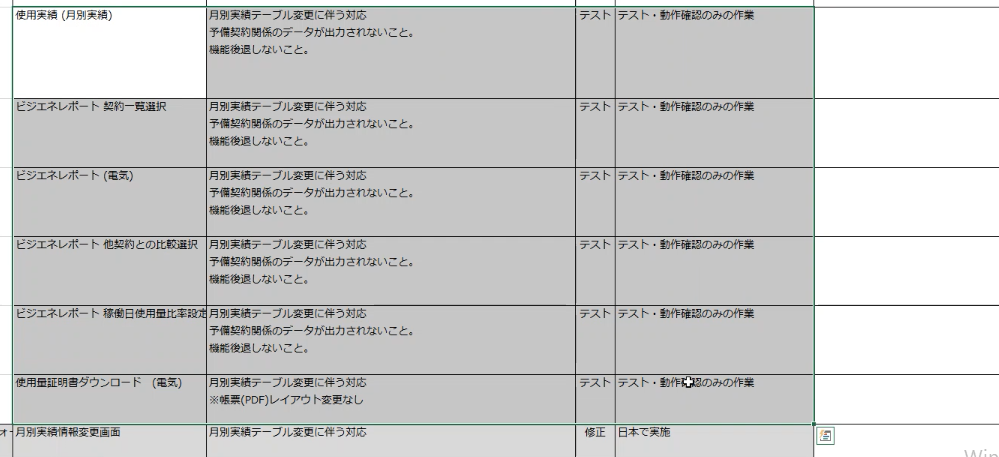 使用実績 (月別実績)
月別実績テーブル変更に伴う対応
予備契約関係のデータが出力されないこと。
機能後退しないこと。
テスト
テスト・動作確認のみの作業
ビジエネレポート 契約一覧選択
月別実績テーブル変更に伴う対応
予備契約関係のデータが出力されないこと。
機能後退しないこと。
テスト
テスト・動作確認のみの作業
ビジエネレポート (電気)
月別実績テーブル変更に伴う対応
予備契約関係のデータが出力されないこと。
機能後退しないこと。
テスト
テスト・動作確認のみの作業
ビジエネレポート 他契約との比較選択
月別実績テーブル変更に伴う対応
予備契約関係のデータが出力されないこと。
機能後退しないこと。
テスト
テスト・動作確認のみの作業
ビジエネレポート 稼働日使用量比率設定
月別実績テーブル変更に伴う対応
予備契約関係のデータが出力されないこと。
機能後退しないこと。
テスト
テスト・動作確認のみの作業
使用量証明書ダウンロード　(電気)
月別実績テーブル変更に伴う対応
※帳票(PDF)レイアウト変更なし
テスト
テスト・動作確認のみの作業
オー
月別実績情報変更画面
月別実績テーブル変更に伴う対応
修正
日本で実施
Win